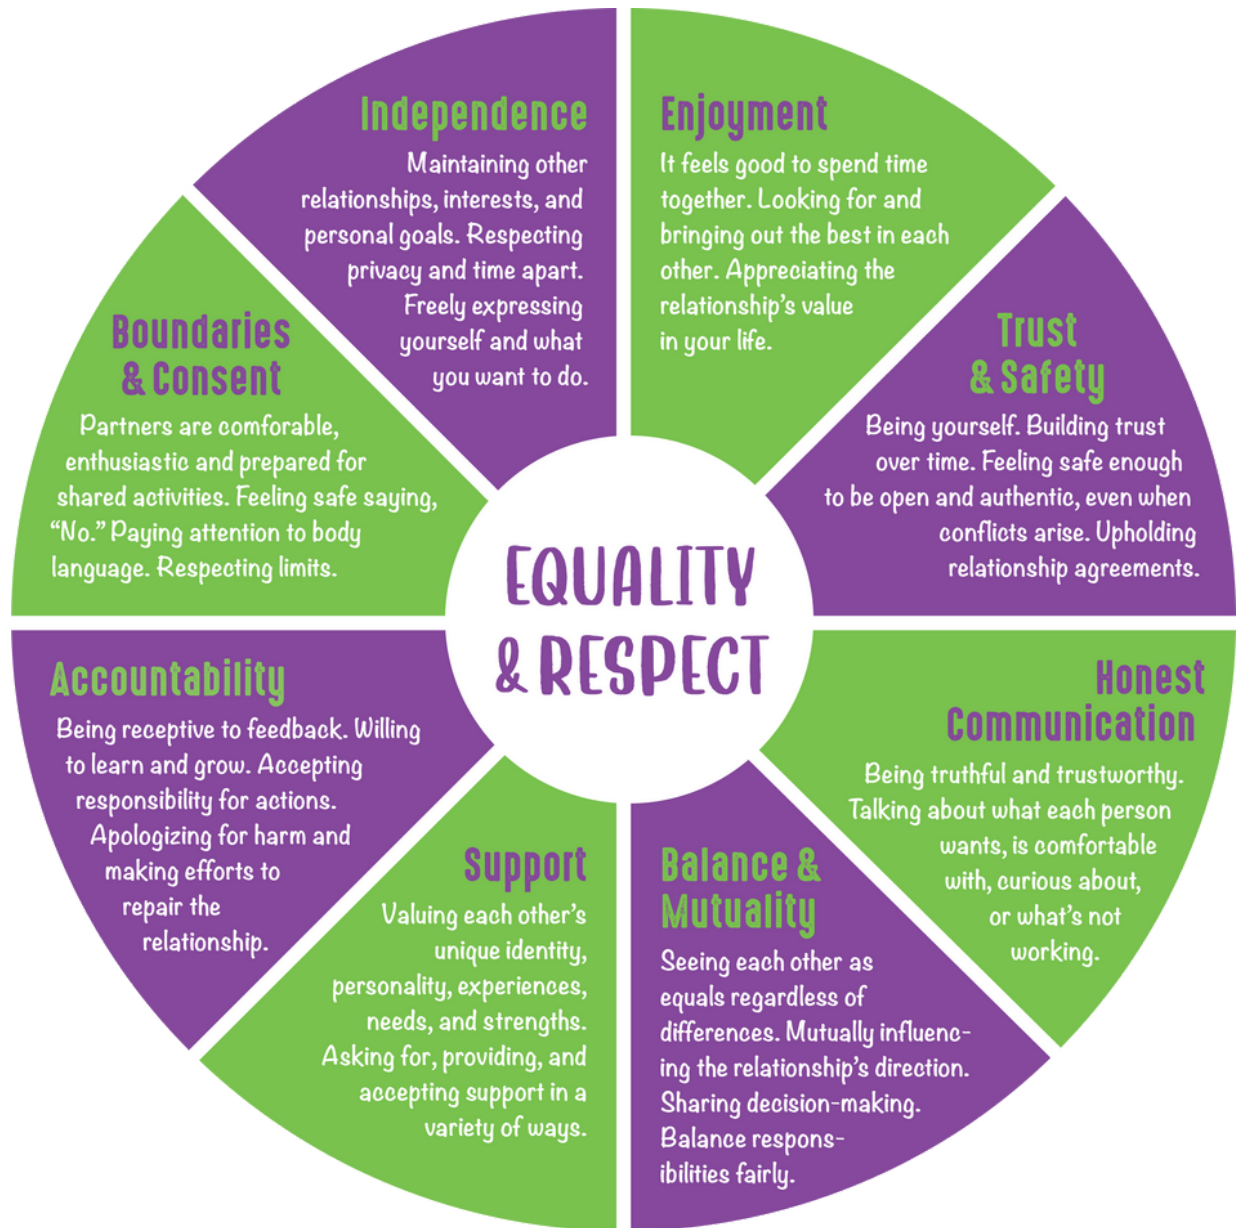 Independence
Maintaining other
relationships, interests, and
personal goals. Respecting
privacy and time apart.
Freely expressing
yourself and what
you want to do.
Enjoyment
It feels good to spend time
together. Looking for and
bringing out the best in each
other. Appreciating the
relationship's value
in your life.
Trust
& Safety
Being yourself. Building trust
over time. Feeling safe enough
to be open and authentic, even when
conflicts arise. Upholding
relationship agreements.
Honest
Communication
Being truthful and trustworthy.
Talking about what each person
wants, is comfortable
with, curious about,
or what's not
working.
Balance &
Mutuality
Seeing each other as
equals regardless of
differences. Mutually influenc-
ing the relationship's direction.
Sharing decision-making.
Balance respons-
ibilities fairly.
Support
Valuing each other's
unique identity,
personality, experiences,
needs, and strengths.
Asking for, providing, and
accepting support in a
variety of ways.
Accountability
Being receptive to feedback. Willing
to learn and grow. Accepting
responsibility for actions.
Apologizing for harm and
making efforts to
repair the
relationship.
Boundaries
& Consent
Partners are comforable,
enthusiastic and prepared for
shared activities. Feeling safe saying,
"No." Paying attention to body
language. Respecting limits.
EQUALITY
& RESPECT